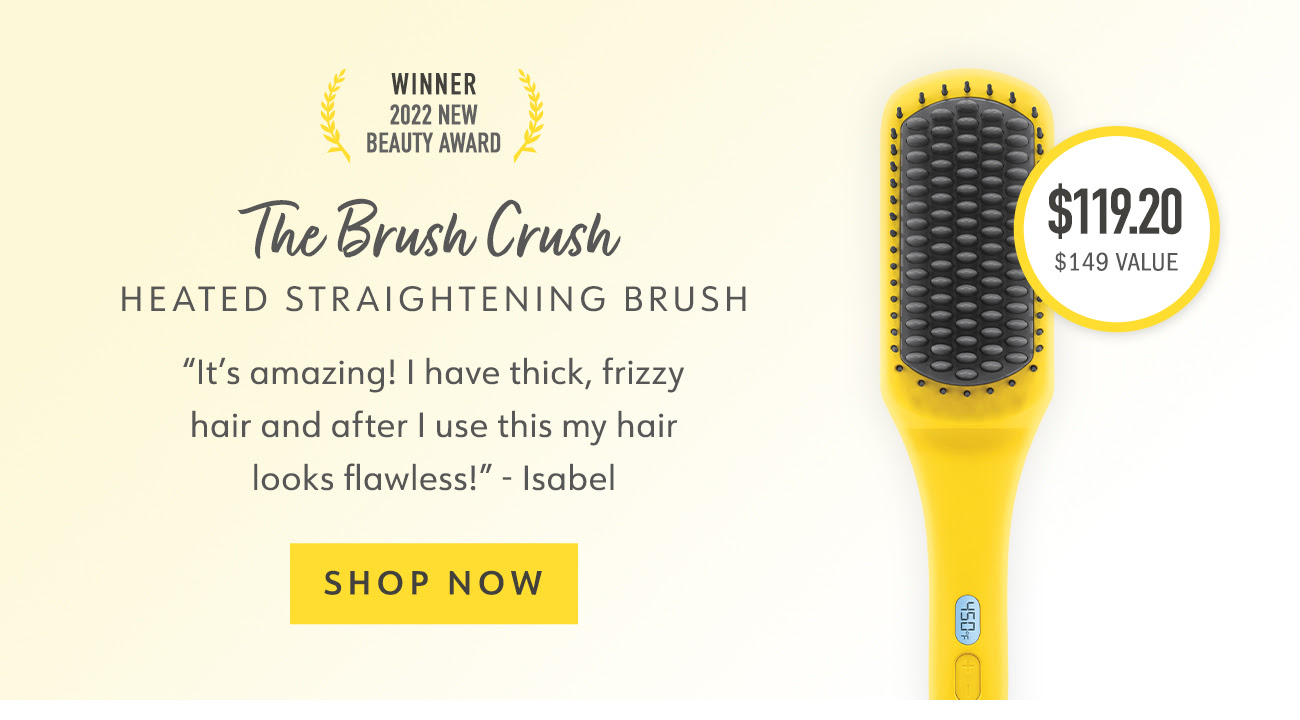 WINNER
2022 NEW
BEAUTY AWARD
The Brush Crush
HEATED STRAIGHTENING BRUSH
“It’s amazing! I have thick, frizzy
hair and after I use this my hair
looks flawless!” - Isabel
SHOP NOW
$119.20
$149 VALUE
450°F
+
-